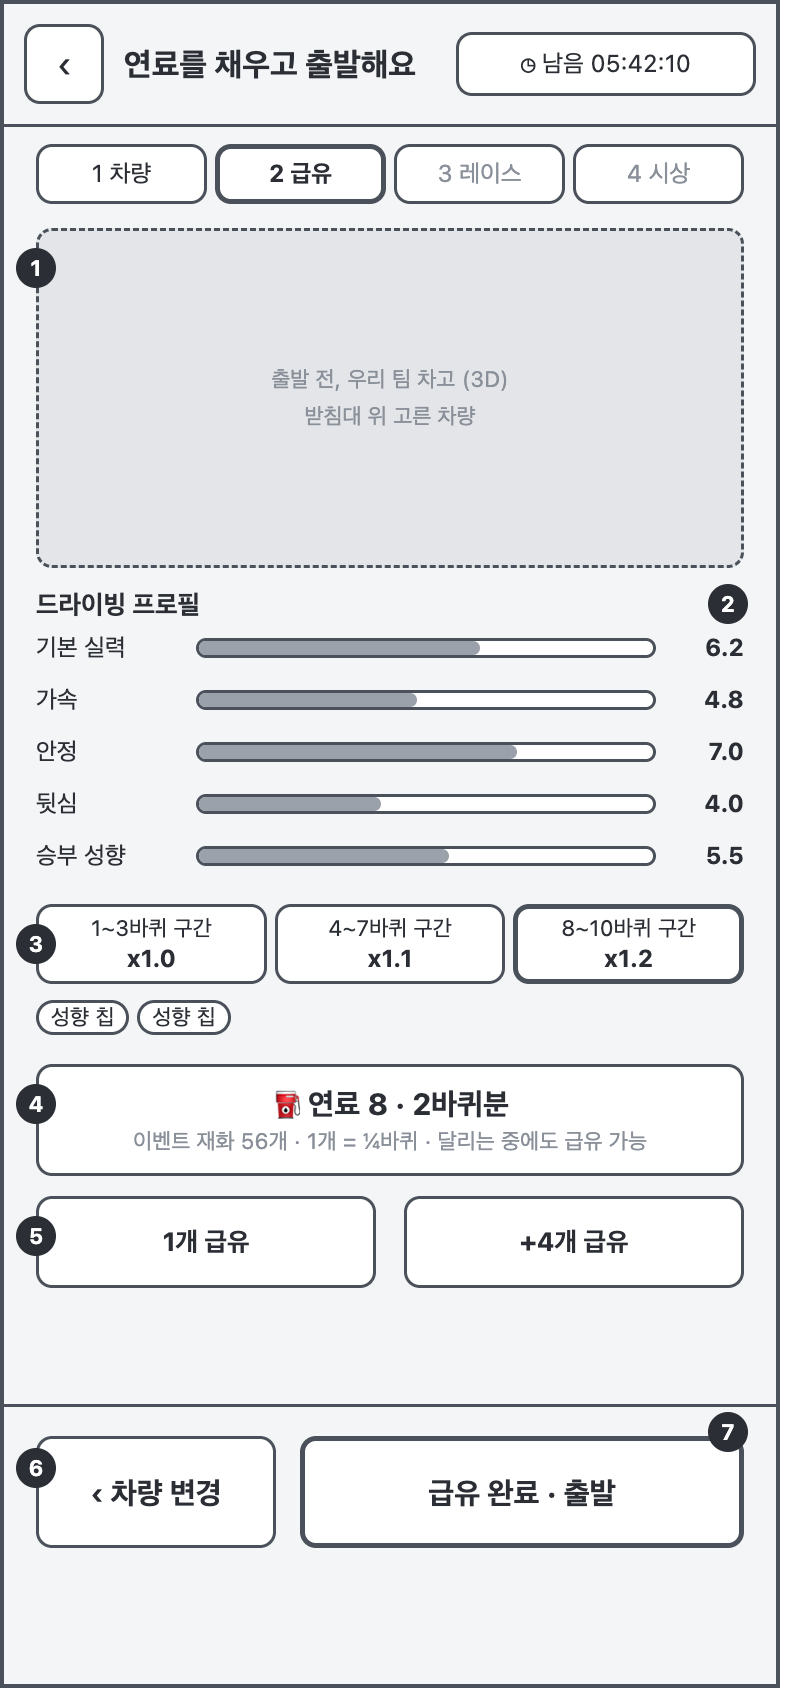 ‹
연료를 채우고 출발해요
◷ 남음 05:42:10
1 차량
2 급유
3 레이스
4 시상
1
출발 전, 우리 팀 차고 (3D)
받침대 위 고른 차량
드라이빙 프로필
2
기본 실력 6.2
가속 4.8
안정 7.0
뒷심 4.0
승부 성향 5.5
3
1~3바퀴 구간
x1.0
4~7바퀴 구간
x1.1
8~10바퀴 구간
x1.2
성향 칩
성향 칩
4
⛽ 연료 8 · 2바퀴분
이벤트 재화 56개 · 1개 = ¼바퀴 · 달리는 중에도 급유 가능
5
1개 급유
+4개 급유
6
‹ 차량 변경
7
급유 완료 · 출발